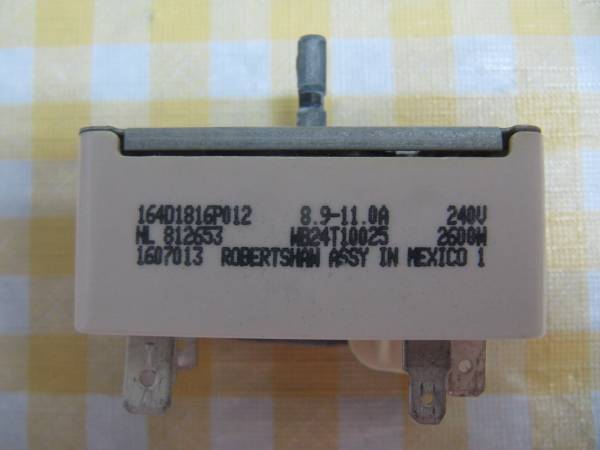 164D1816P012 8.9-11.0A 240V
ML 812653 WB24T10025 2600W
1607013 ROBERTSHAW ASSY IN MEXICO 1